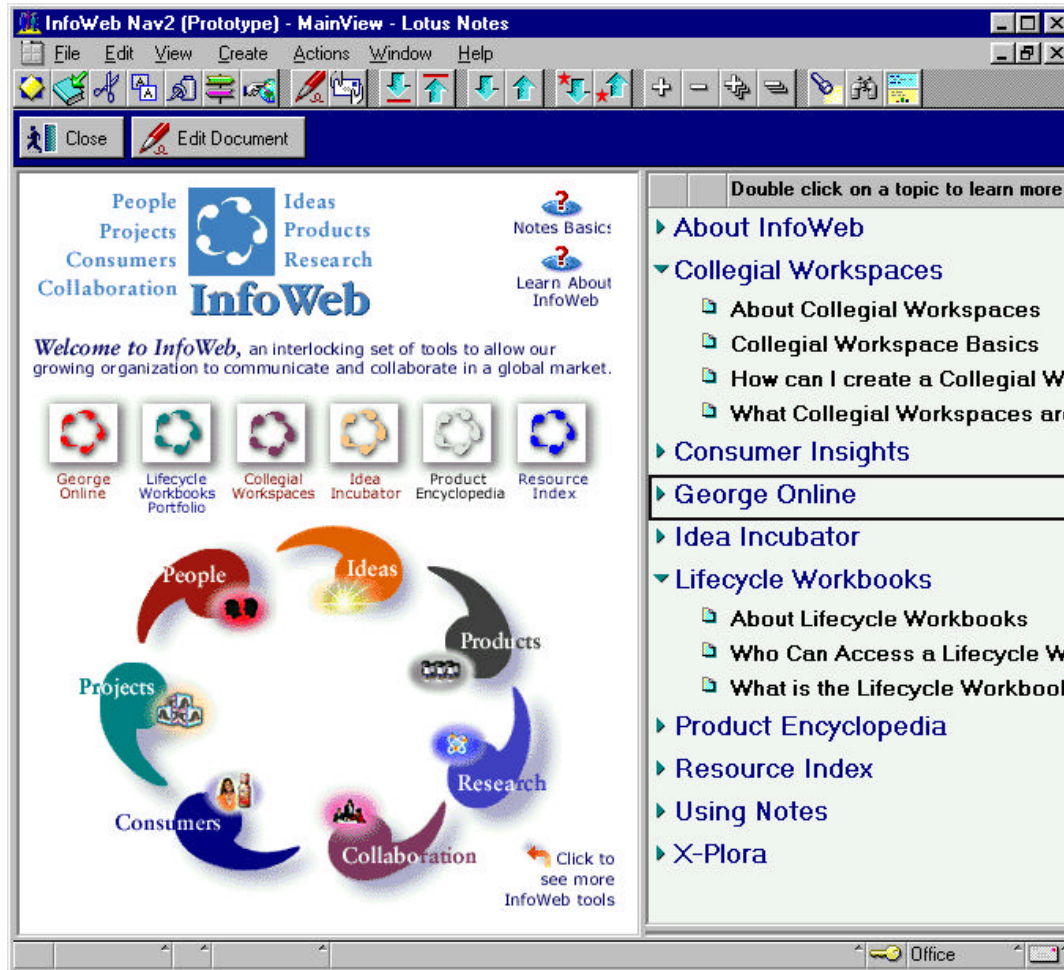 InfoWeb Nav2 (Prototype) - MainView - Lotus Notes
File Edit View Create Actions Window Help
Close Edit Document
People
Projects
Consumers
Collaboration
Ideas
Products
Research
InfoWeb
Notes Basics
Learn About
InfoWeb
Welcome to InfoWeb, an interlocking set of tools to allow our
growing organization to communicate and collaborate in a global market.
George
Online
Lifecycle
Workbooks
Portfolio
Collegial
Workspaces
Idea
Incubator
Product
Encyclopedia
Resource
Index
People
Ideas
Products
Projects
Research
Consumers
Collaboration
Click to
see more
InfoWeb tools
Double click on a topic to learn more
About InfoWeb
Collegial Workspaces
About Collegial Workspaces
Collegial Workspace Basics
How can I create a Collegial W
What Collegial Workspaces are
Consumer Insights
George Online
Idea Incubator
Lifecycle Workbooks
About Lifecycle Workbooks
Who Can Access a Lifecycle W
What is the Lifecycle Workbook
Product Encyclopedia
Resource Index
Using Notes
X-Plora
Office